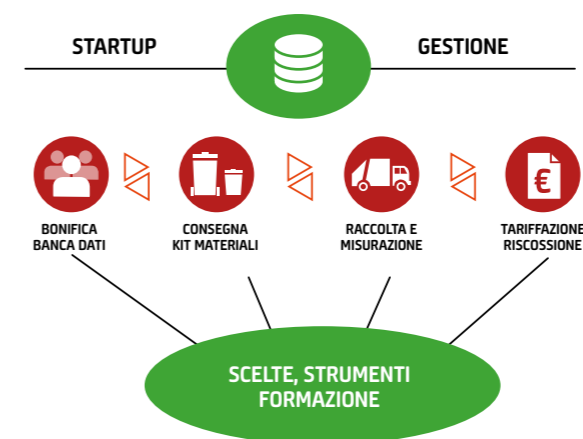 STARTUP
GESTIONE
BONIFICA
BANCA DATI
CONSEGNA
KIT MATERIALI
RACCOLTA E
MISURAZIONE
€
TARIFFAZIONE
RISCOSSIONE
SCELTE, STRUMENTI
FORMAZIONE